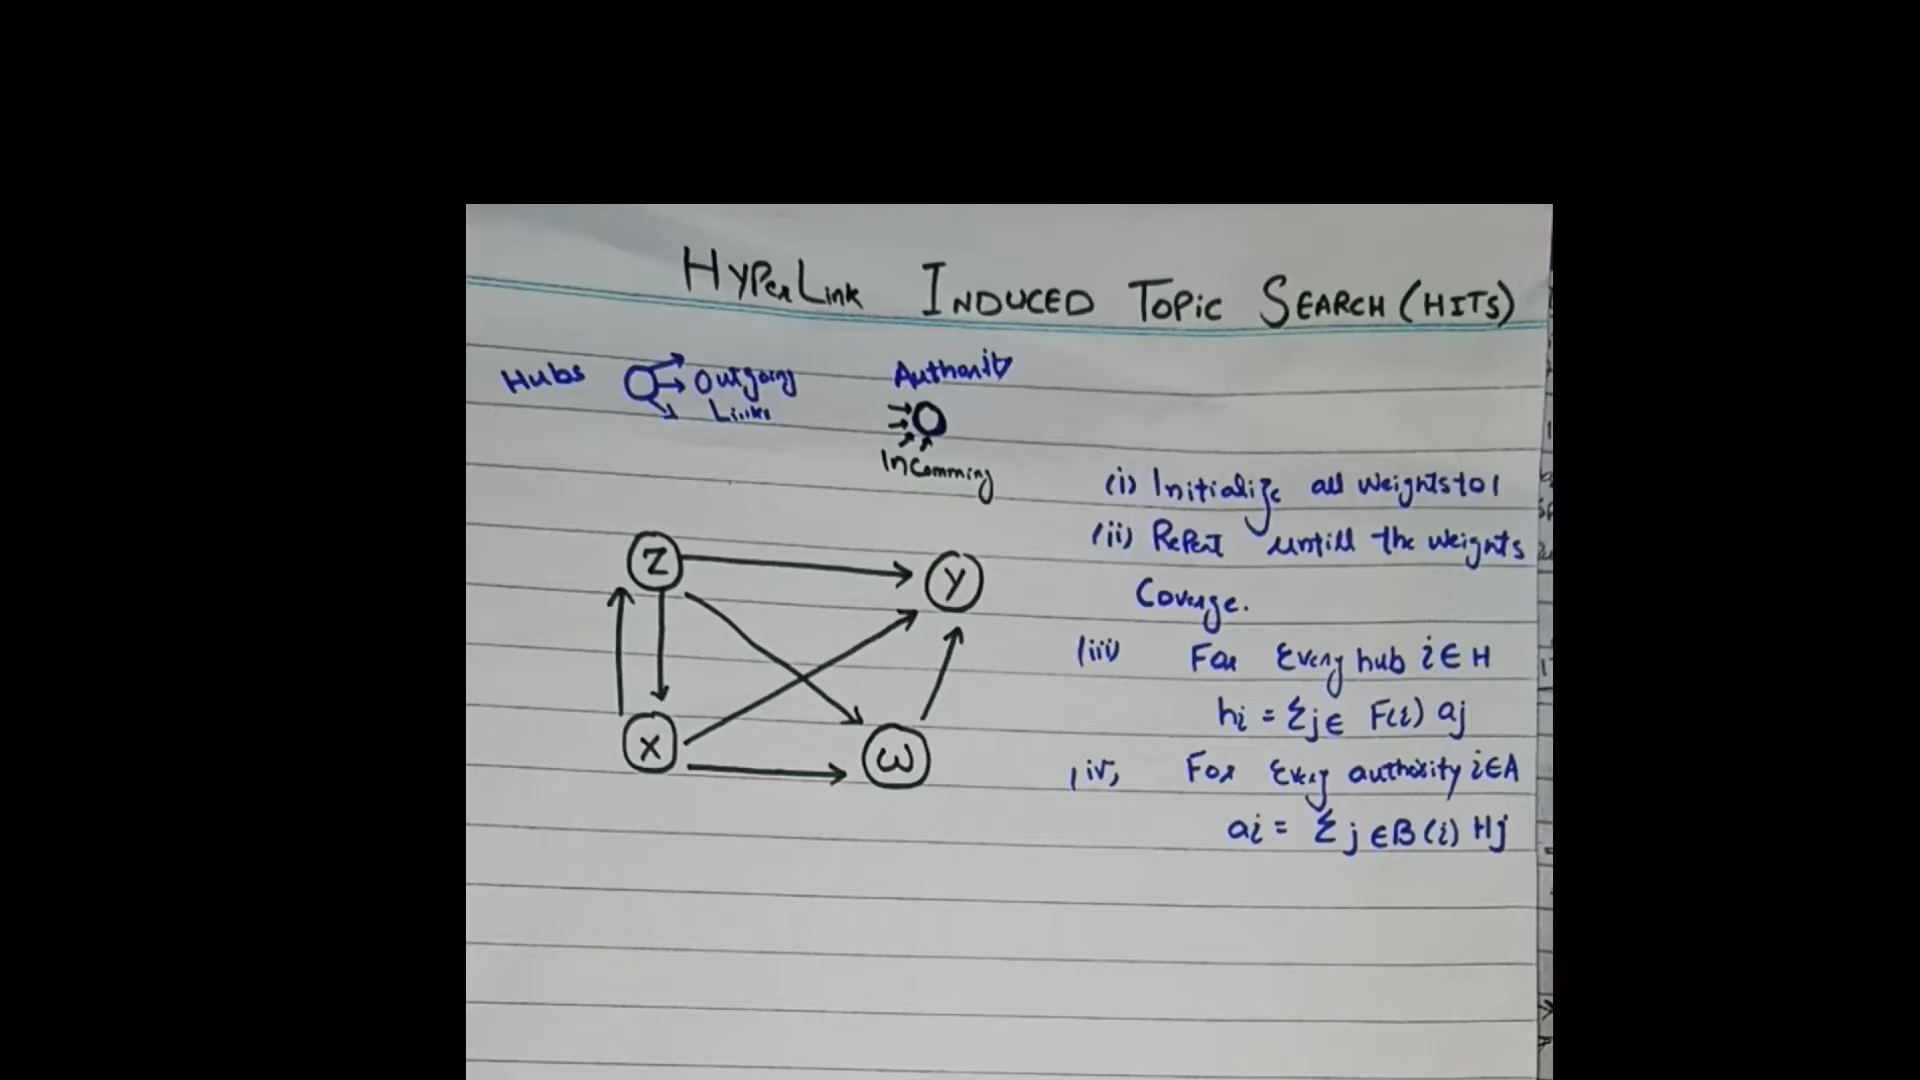 HyPerLink INDUCED TOPIC SEARCH (HITS)
Hubs Outgoing
Links
Authority
Incomming
(i) Initialize all weights to 1
(ii) Repeat untill the weights
Coverge.
(iii) For Every hub i ∈ H
hi = Σj ∈ F(i) aj
(iv) For Every authority i ∈ A
ai = Σ j ∈ B(i) Hj
Z
Y
X
W